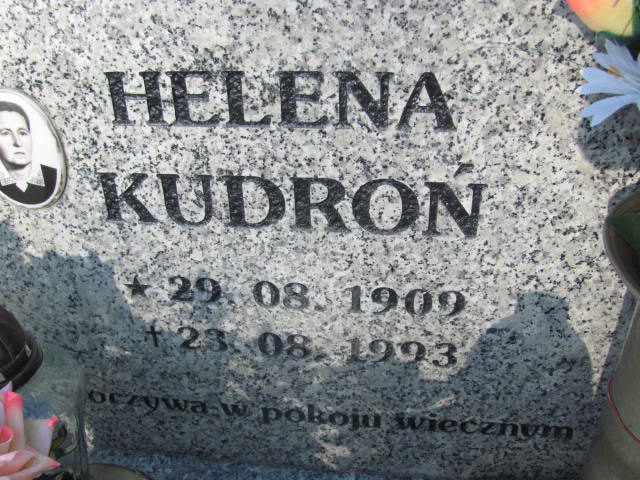 HELENA
KUDROŃ
★ 29. 08. 1909
† 23. 08. 1993
oczywa w pokoju wiecznym